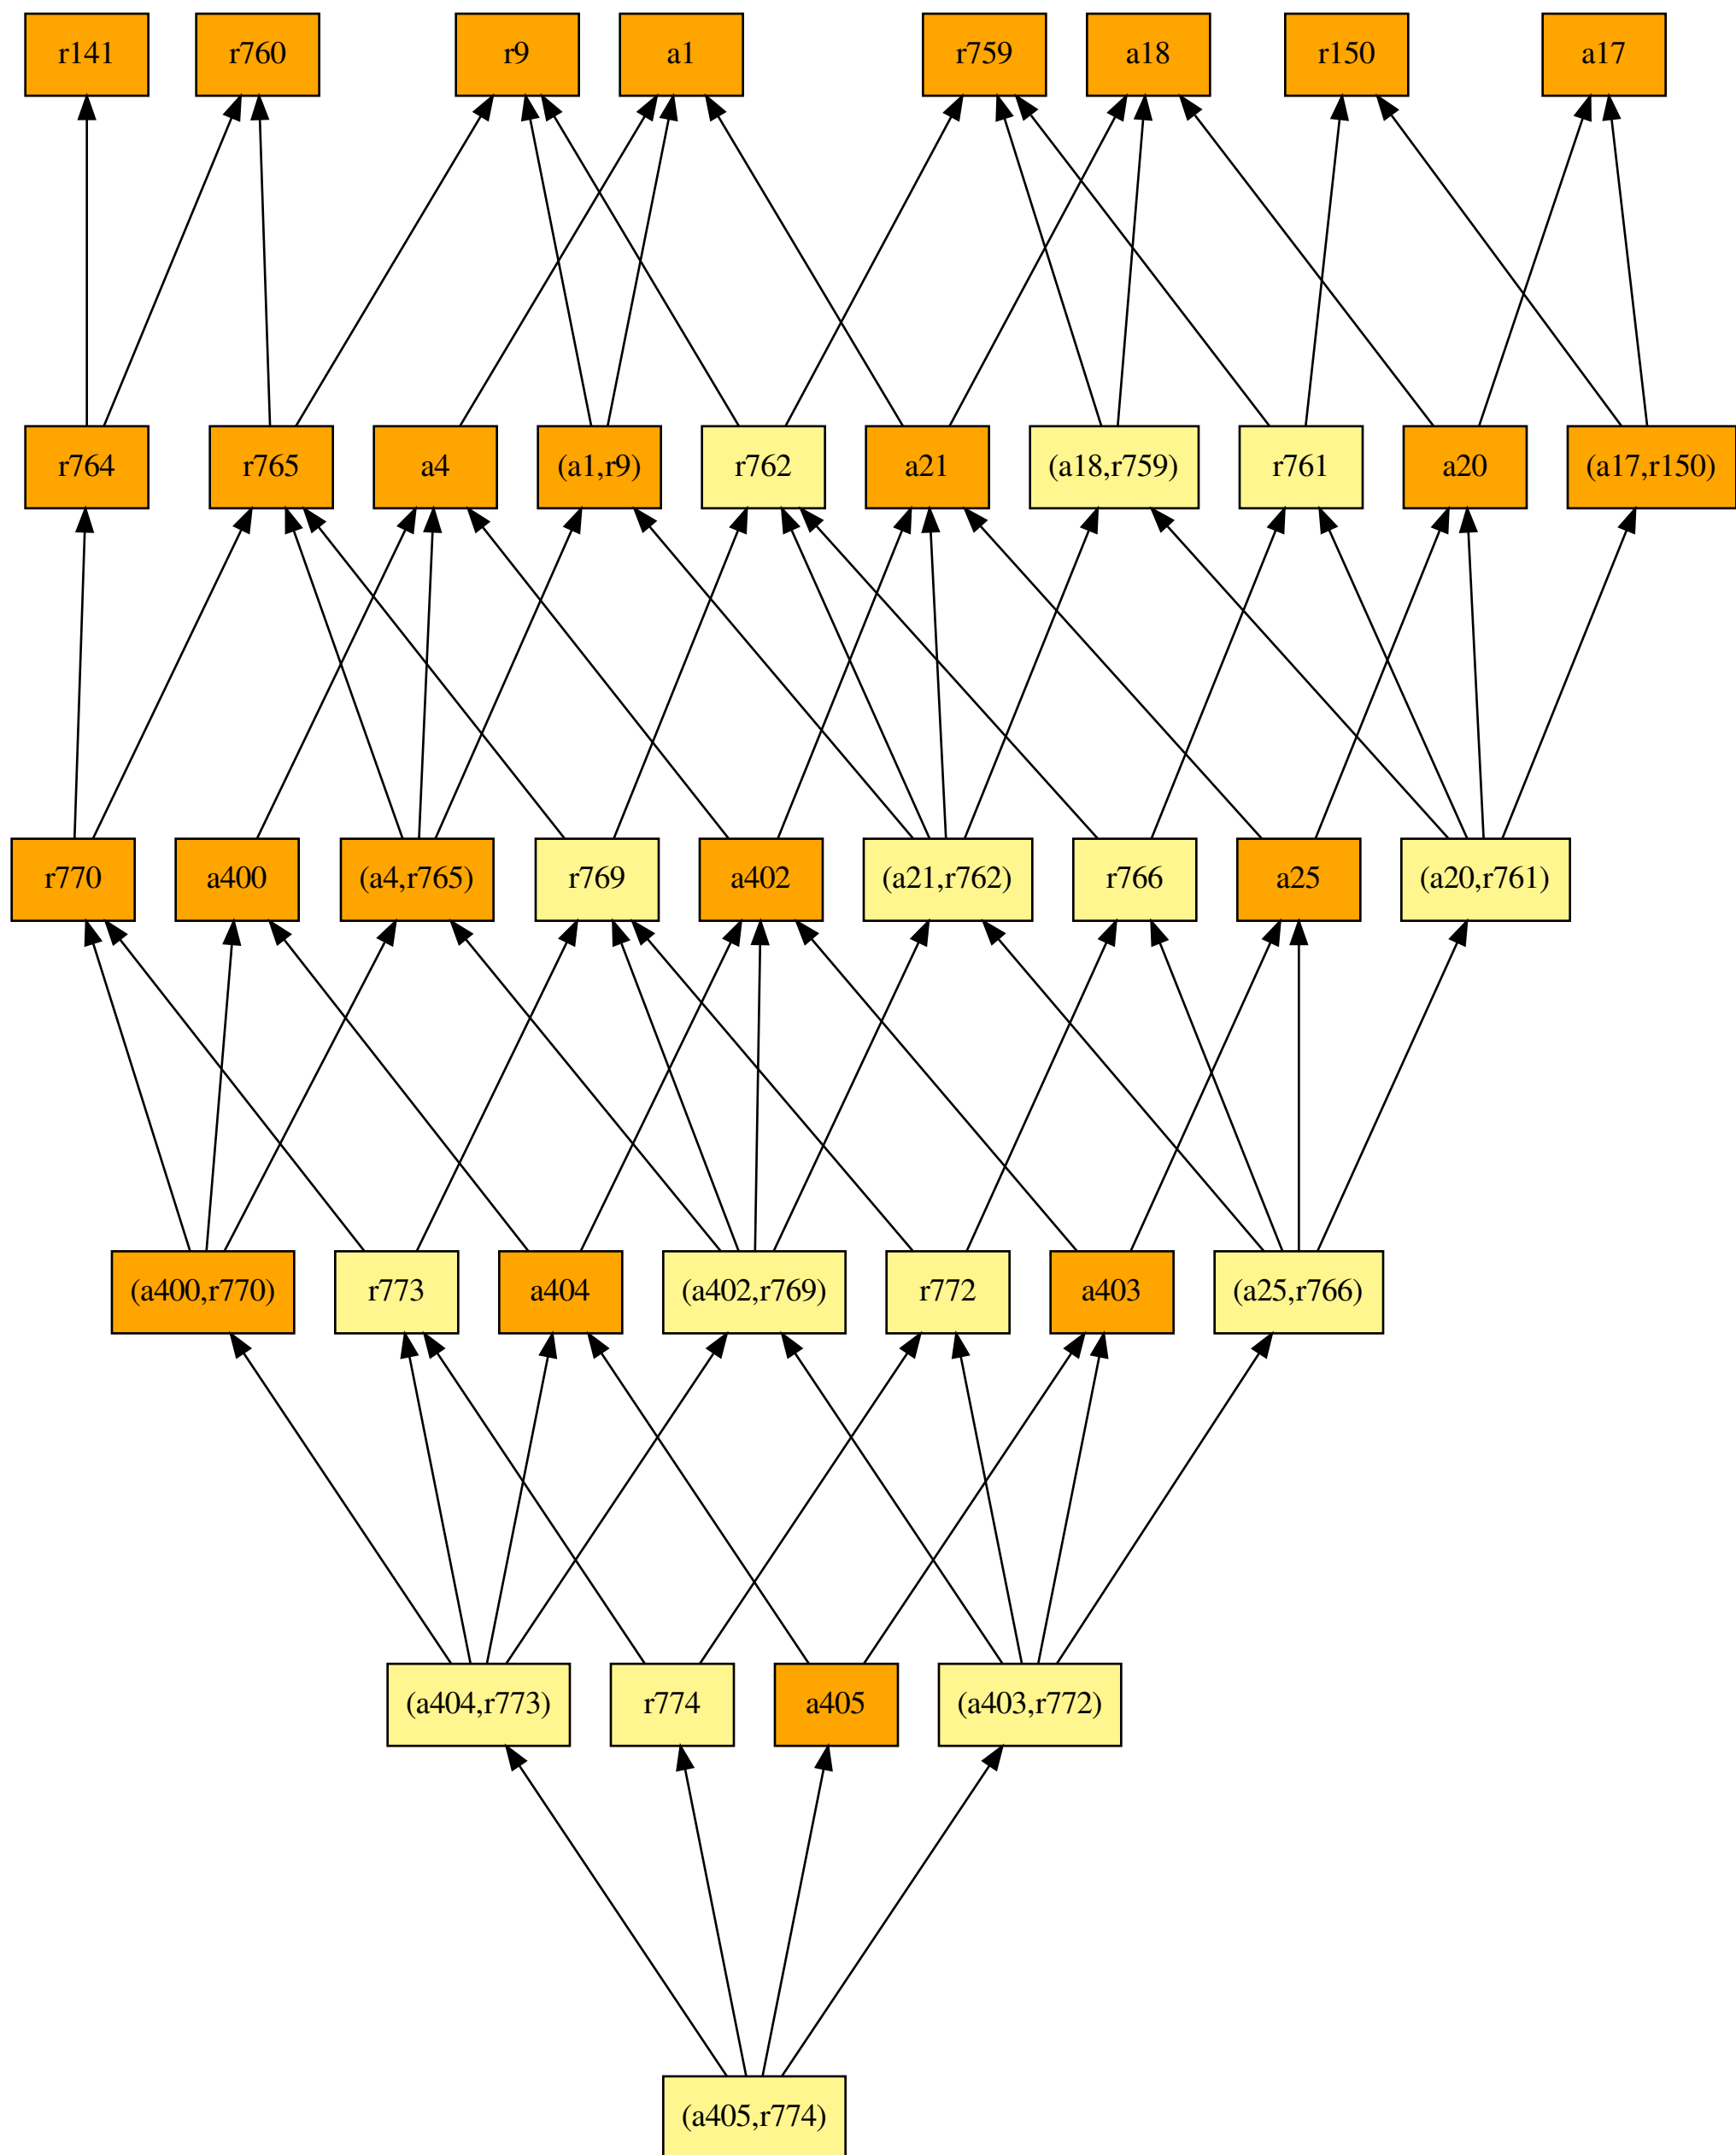 r141 r760 r9 a1 r759 a18 r150 a17
r764 r765 a4 (a1,r9) r762 a21 (a18,r759) r761 a20 (a17,r150)
r770 a400 (a4,r765) r769 a402 (a21,r762) r766 a25 (a20,r761)
(a400,r770) r773 a404 (a402,r769) r772 a403 (a25,r766)
(a404,r773) r774 a405 (a403,r772)
(a405,r774)